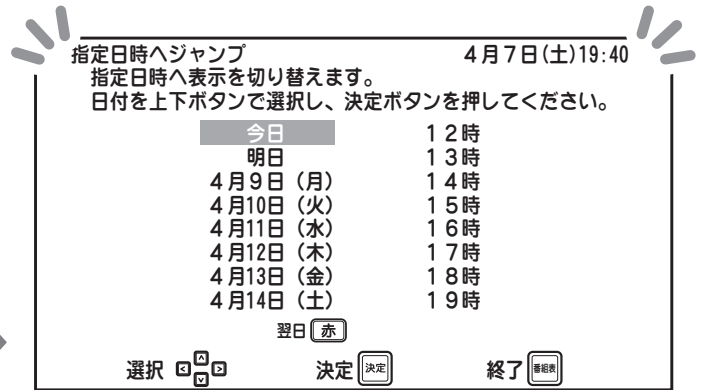 指定日時へジャンプ 4月7日(土)19:40
指定日時へ表示を切り替えます。
日付を上下ボタンで選択し、決定ボタンを押してください。
今日 12時
明日 13時
4月9日(月) 14時
4月10日(火) 15時
4月11日(水) 16時
4月12日(木) 17時
4月13日(金) 18時
4月14日(土) 19時
翌日 赤
選択 決定 決定 終了 番組表